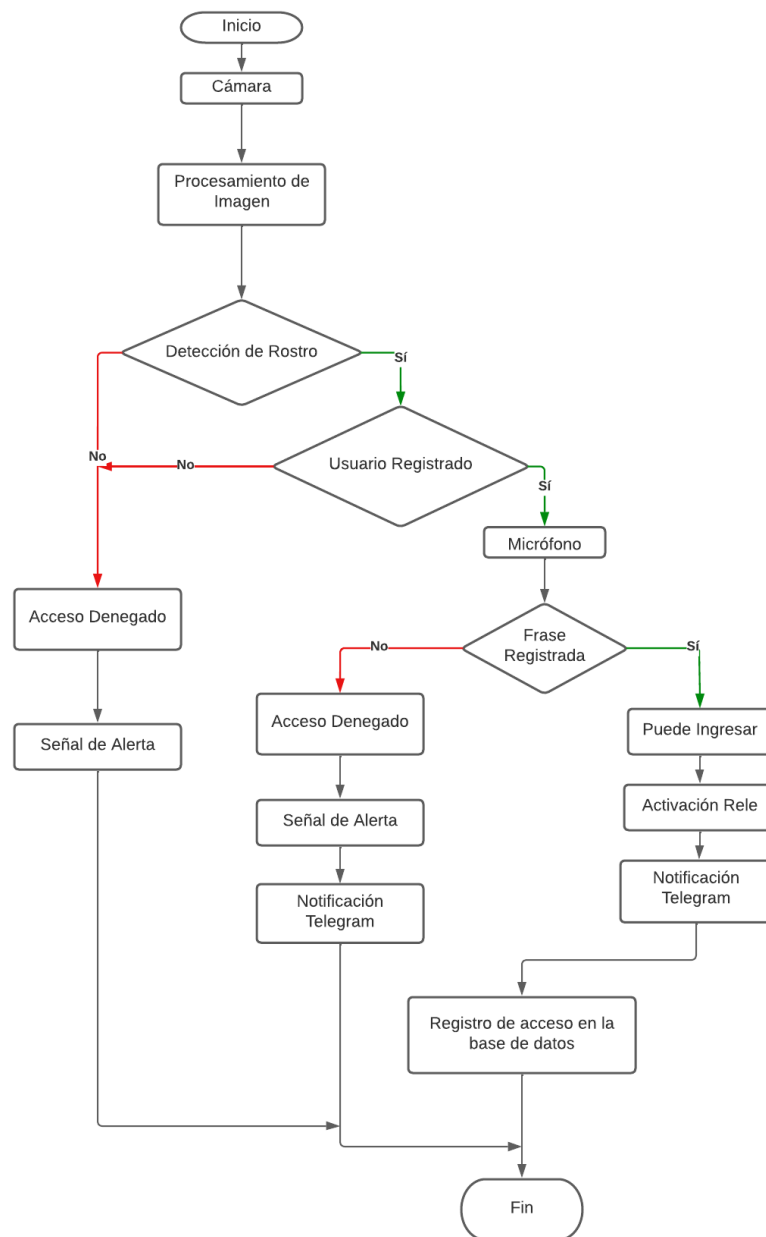 Inicio
Cámara
Procesamiento de
Imagen
Detección de Rostro
Sí
No
No
Usuario Registrado
Sí
Micrófono
Acceso Denegado
Frase
Registrada
No
Sí
Acceso Denegado
Puede Ingresar
Señal de Alerta
Señal de Alerta
Activación Rele
Notificación
Telegram
Notificación
Telegram
Registro de acceso en la
base de datos
Fin